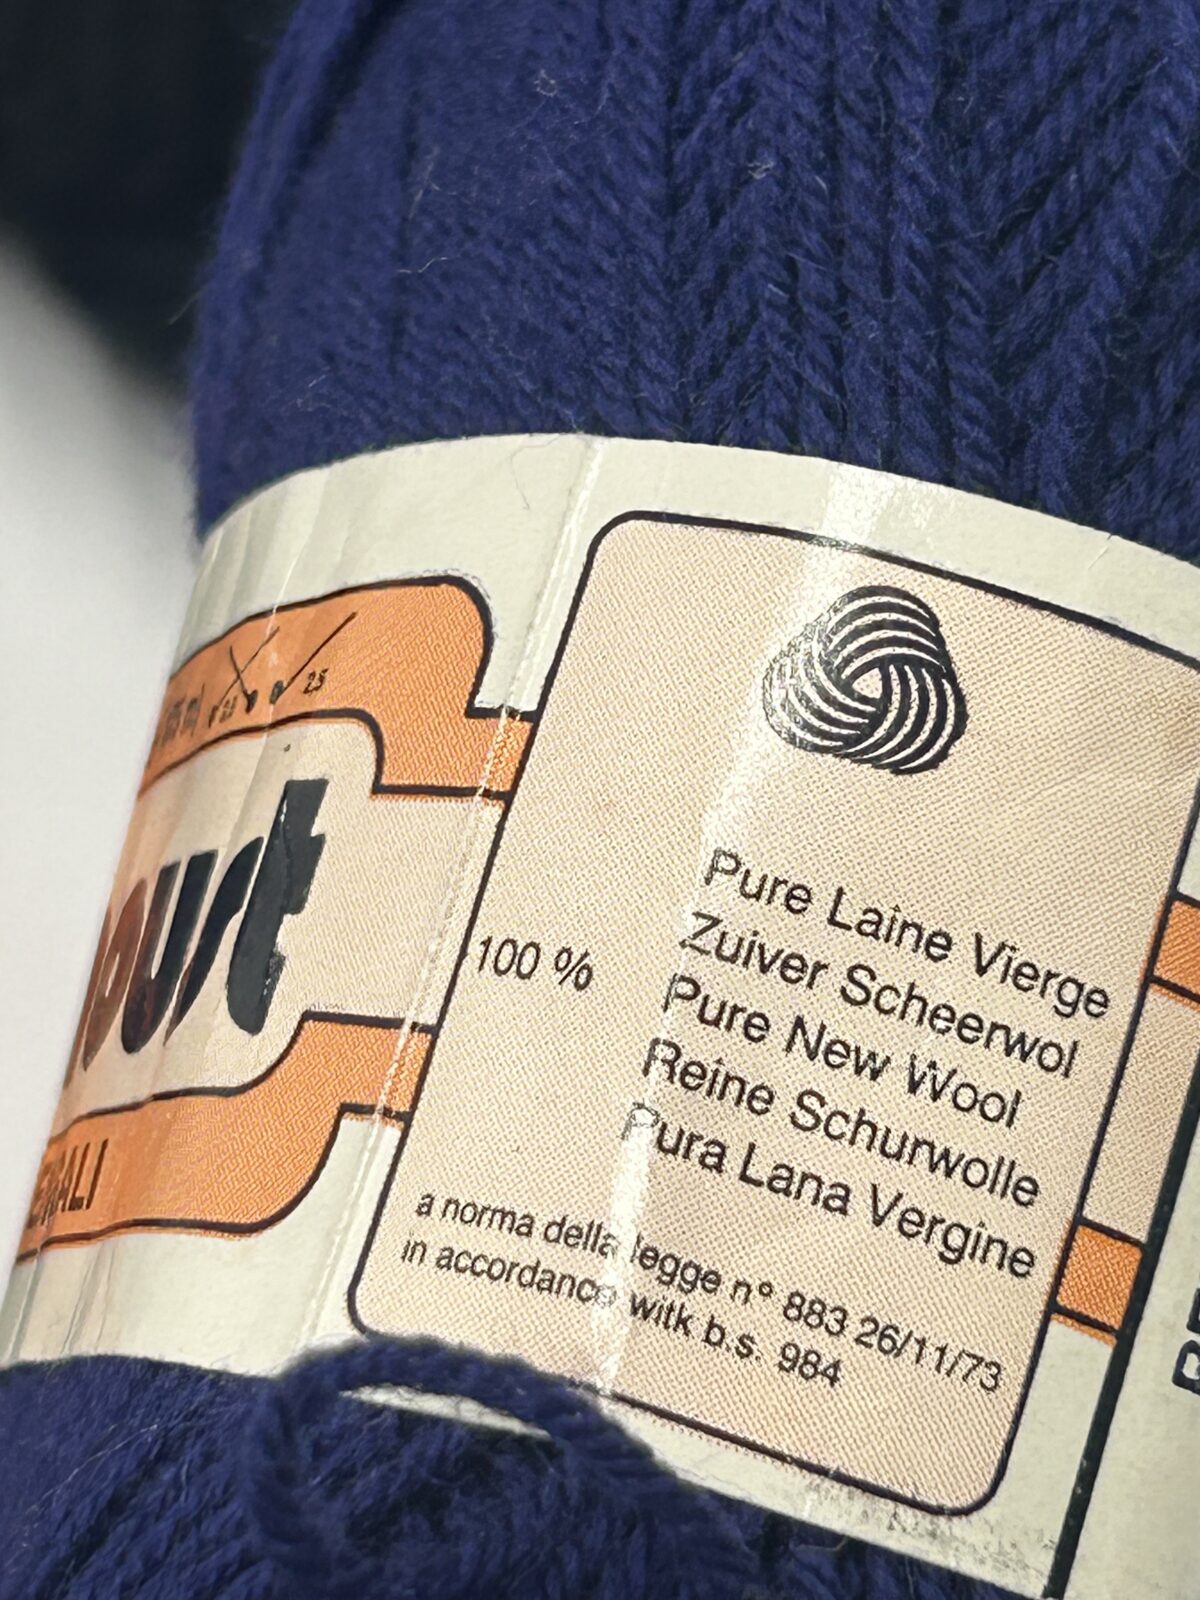 25
100 %
Pure Laine Vierge
Zuiver Scheerwol
Pure New Wool
Reine Schurwolle
Pura Lana Vergine
a norma della legge n° 883 26/11/73
in accordance witk b.s. 984